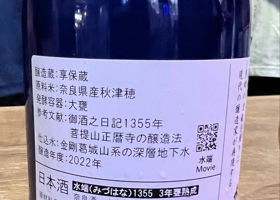 醸造蔵：享保蔵
原料米：奈良県産秋津穂
発酵容器：大甕
参考文献：御酒之日記1355年
菩提山正暦寺の醸造法
仕込水：金剛葛城山系の深層地下水
醸造年度：2022年
水端
Movie
日本酒 水端(みづはな)1355 3年甕熟成